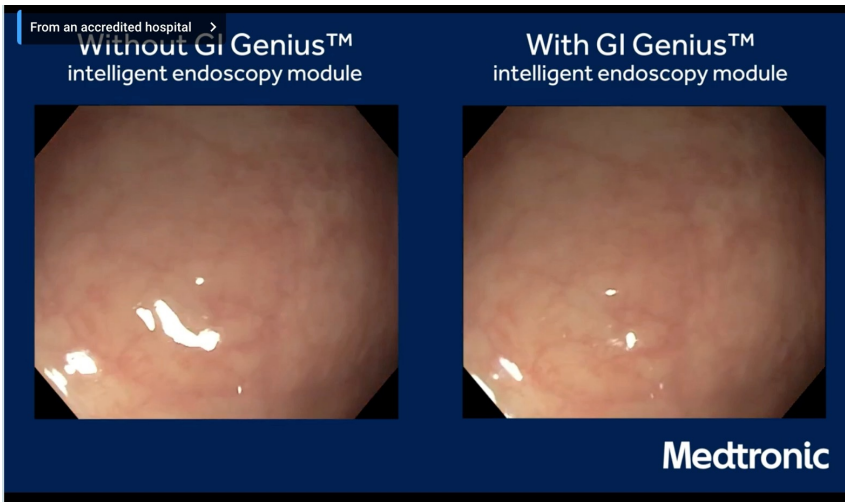 From an accredited hospital
Without GI Genius™
intelligent endoscopy module
With GI Genius™
intelligent endoscopy module
Medtronic